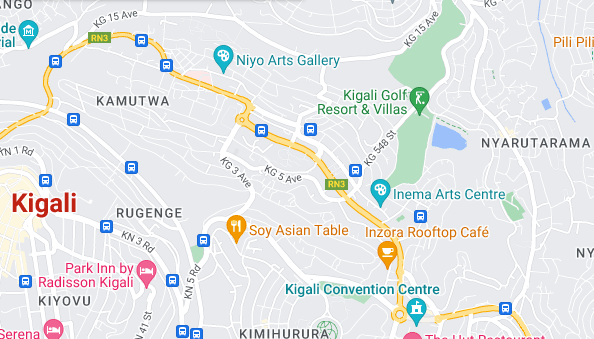 NGO
KG 15 Ave
KG 15 Ave
de
rial
RN3
Niyo Arts Gallery
Pili Pili
KAMUTWA
Kigali Golf
Resort & Villas
KG 548 St
NYARUTARAMA
KN 1 Rd
KG 3 Ave
KG 5 Ave
RN3
Inema Arts Centre
Kigali
RUGENGE
KN 3 Rd
Soy Asian Table
Inzora Rooftop Café
NY
Park Inn by
Radisson Kigali
KN 5 Rd
KIYOVU
Kigali Convention Centre
KN 41 St
Serena
KIMIHURURA
The Hut Restaurant